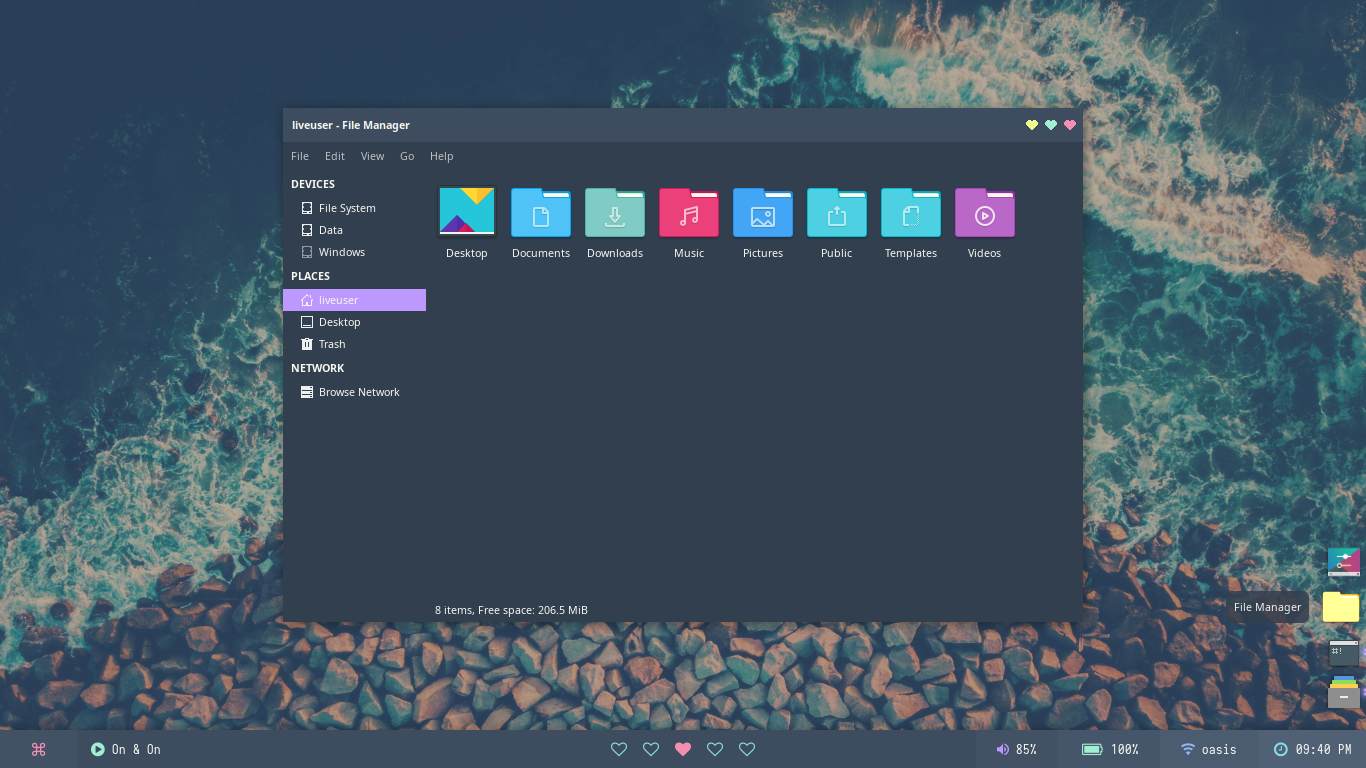 liveuser - File Manager
File Edit View Go Help
DEVICES
File System
Data
Windows
PLACES
liveuser
Desktop
Trash
NETWORK
Browse Network
Desktop Documents Downloads Music Pictures Public Templates Videos
8 items, Free space: 206.5 MiB
File Manager
#!
On & On
85%
100%
oasis
09:40 PM